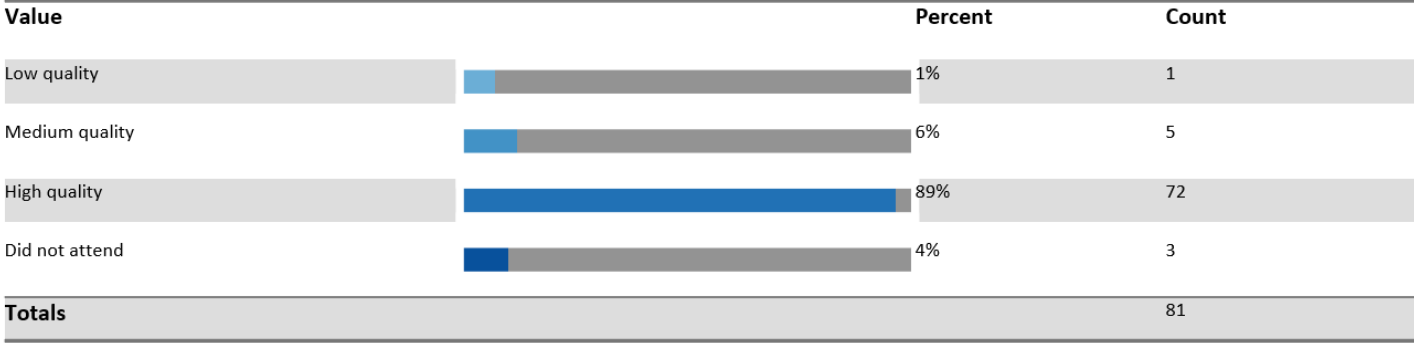 Value Percent Count
Low quality 1% 1
Medium quality 6% 5
High quality 89% 72
Did not attend 4% 3
Totals 81